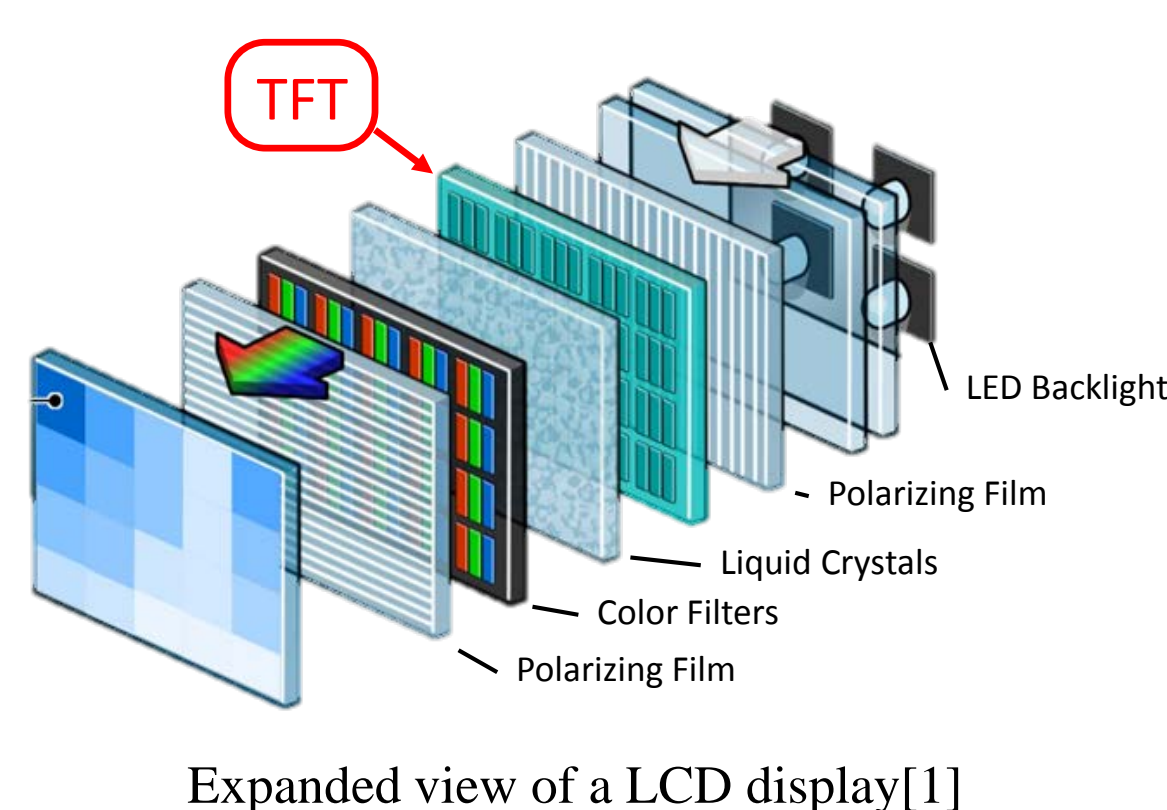 TFT
LED Backlight
Polarizing Film
Liquid Crystals
Color Filters
Polarizing Film
Expanded view of a LCD display[1]